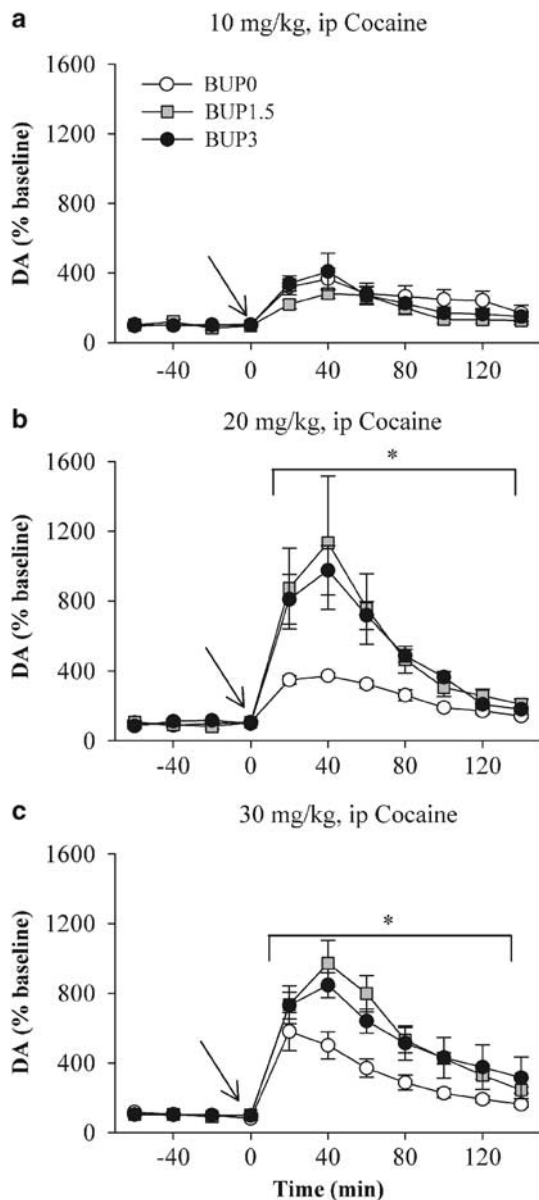 a
10 mg/kg, ip Cocaine
1600
1200
800
400
0
DA (% baseline)
BUP0
BUP1.5
BUP3
-40 0 40 80 120
b
20 mg/kg, ip Cocaine
*
1600
1200
800
400
0
DA (% baseline)
-40 0 40 80 120
c
30 mg/kg, ip Cocaine
*
1600
1200
800
400
0
DA (% baseline)
-40 0 40 80 120
Time (min)